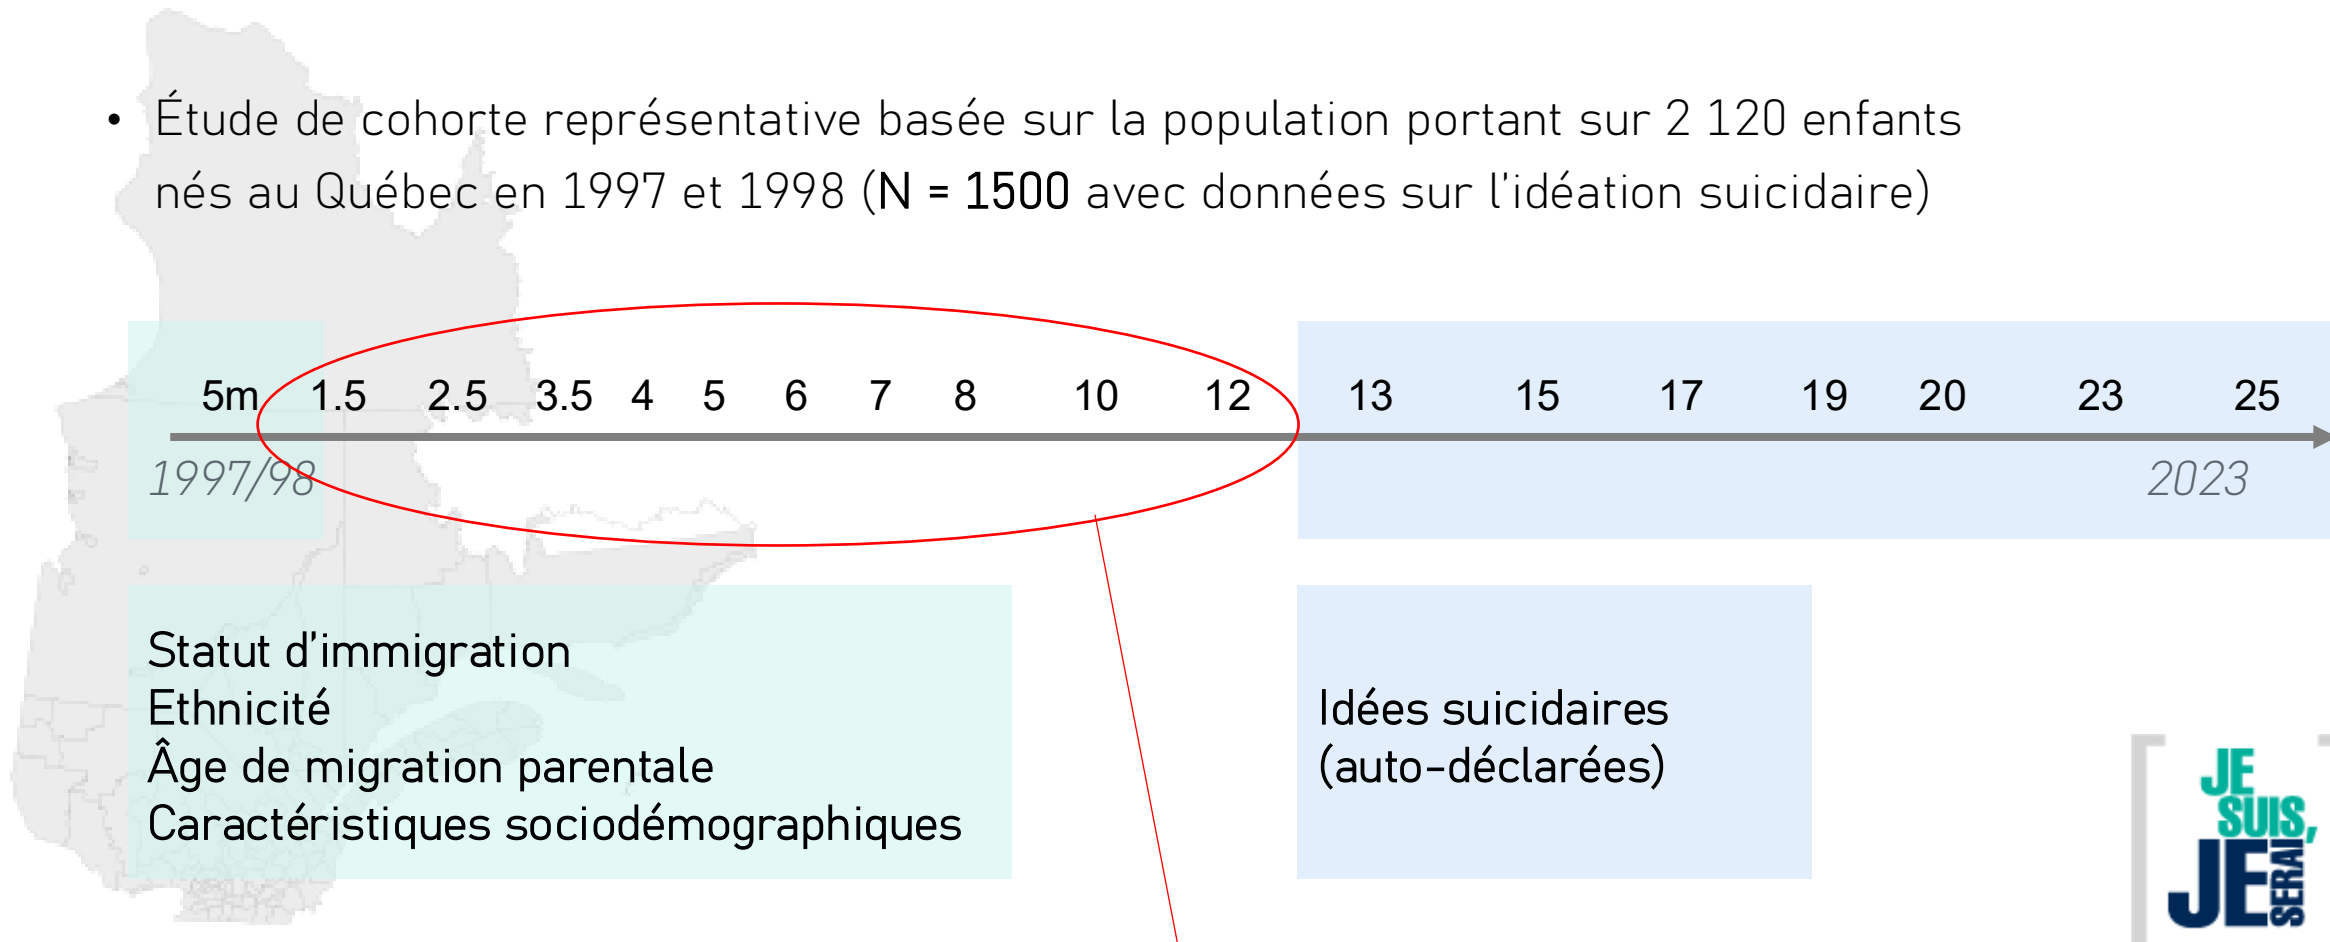 • Étude de cohorte représentative basée sur la population portant sur 2 120 enfants
nés au Québec en 1997 et 1998 (N = 1500 avec données sur l'idéation suicidaire)
5m 1.5 2.5 3.5 4 5 6 7 8 10 12 13 15 17 19 20 23 25
1997/98 2023
Statut d'immigration
Ethnicité
Âge de migration parentale
Caractéristiques sociodémographiques
Idées suicidaires
(auto-déclarées)
JE
SUIS,
JE
SERAI